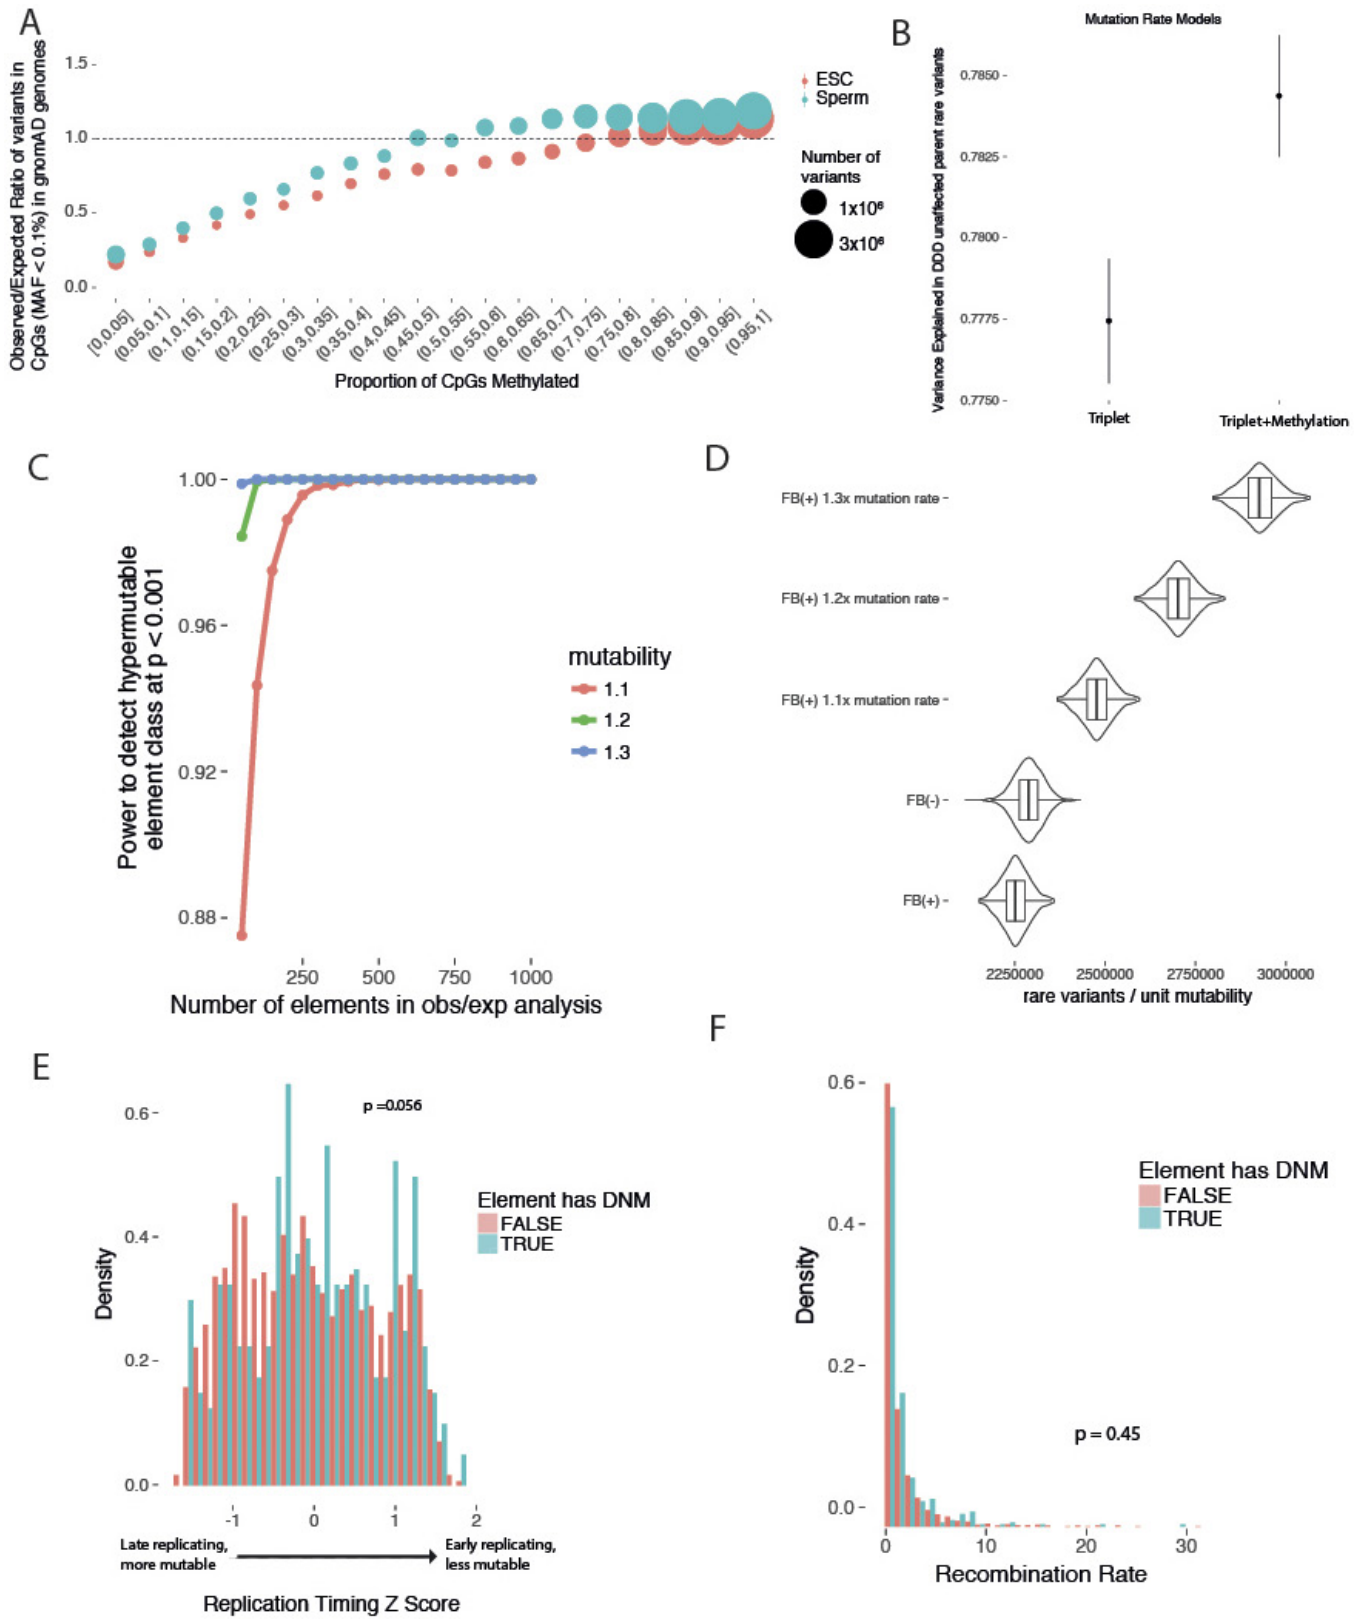 A
Observed/Expected Ratio of variants in
CpGs (MAF < 0.1%) in gnomAD genomes
1.5
1.0
0.5
0.0
[0,0.05]
(0.05,0.1]
(0.1,0.15]
(0.15,0.2]
(0.2,0.25]
(0.25,0.3]
(0.3,0.35]
(0.35,0.4]
(0.4,0.45]
(0.45,0.5]
(0.5,0.55]
(0.55,0.6]
(0.6,0.65]
(0.65,0.7]
(0.7,0.75]
(0.75,0.8]
(0.8,0.85]
(0.85,0.9]
(0.9,0.95]
(0.95,1]
Proportion of CpGs Methylated
ESC
Sperm
Number of
variants
1x10⁶
3x10⁶
B
Mutation Rate Models
Variance Explained in DDD unaffected parent rare variants
0.7850
0.7825
0.7800
0.7775
0.7750
Triplet
Triplet+Methylation
C
Power to detect hypermutable
element class at p < 0.001
1.00
0.96
0.92
0.88
250
500
750
1000
Number of elements in obs/exp analysis
mutability
1.1
1.2
1.3
D
FB(+) 1.3x mutation rate
FB(+) 1.2x mutation rate
FB(+) 1.1x mutation rate
FB(-)
FB(+)
2250000
2500000
2750000
3000000
rare variants / unit mutability
E
Density
0.6
0.4
0.2
0.0
p =0.056
Element has DNM
FALSE
TRUE
-1
0
1
2
Late replicating,
more mutable
Early replicating,
less mutable
Replication Timing Z Score
F
Density
0.6
0.4
0.2
0.0
Element has DNM
FALSE
TRUE
p = 0.45
0
10
20
30
Recombination Rate